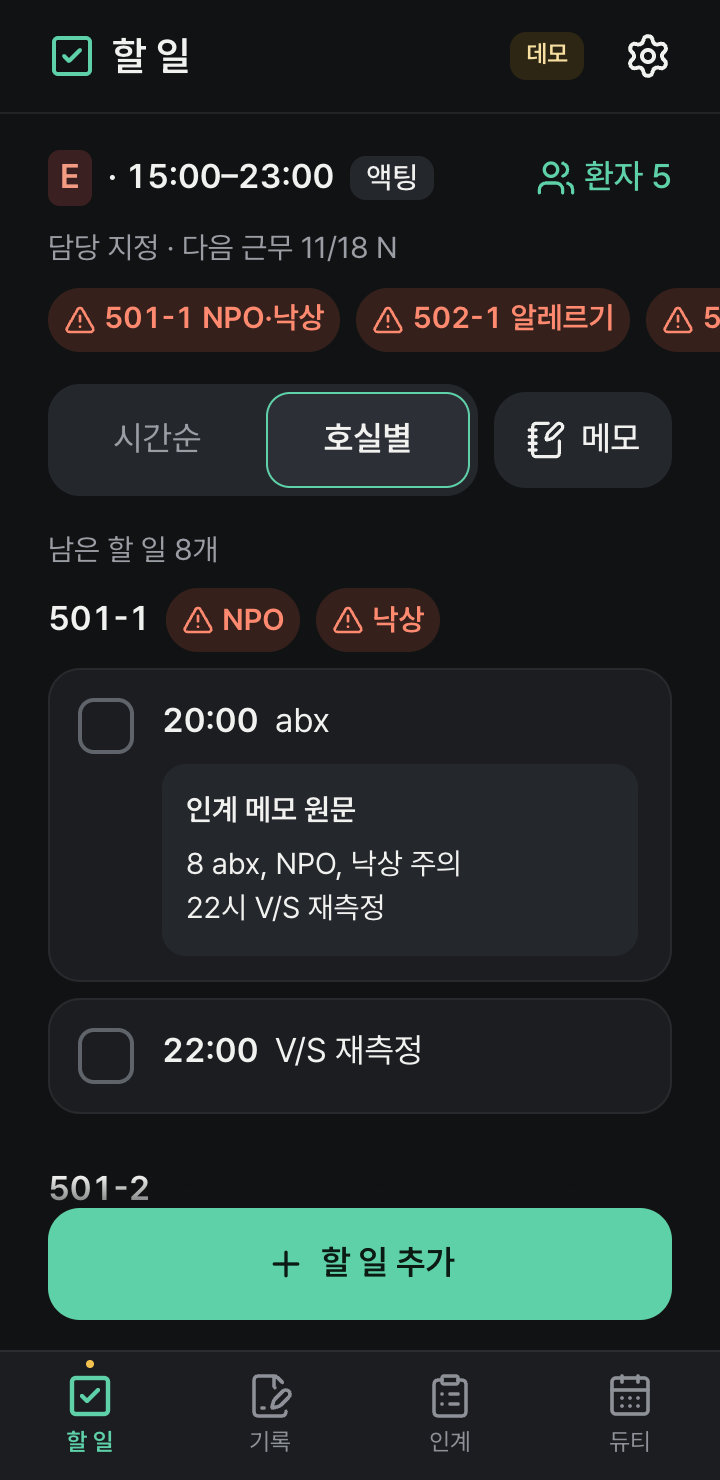 할 일
데모
E · 15:00–23:00 액팅 환자 5
담당 지정 · 다음 근무 11/18 N
501-1 NPO·낙상 502-1 알레르기 5
시간순 호실별 메모
남은 할 일 8개
501-1 NPO 낙상
20:00 abx
인계 메모 원문
8 abx, NPO, 낙상 주의
22시 V/S 재측정
22:00 V/S 재측정
501-2
+ 할 일 추가
할 일 기록 인계 듀티